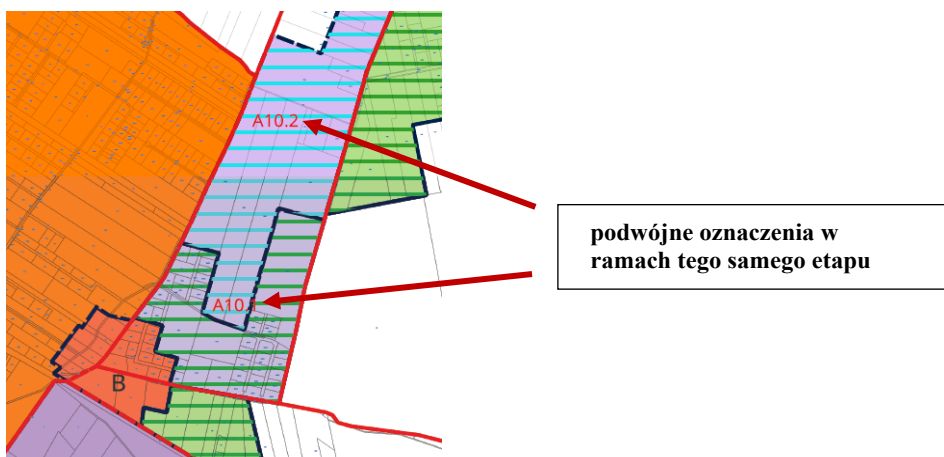 A10.2
podwójne oznaczenia w
ramach tego samego etapu
A10.1
B